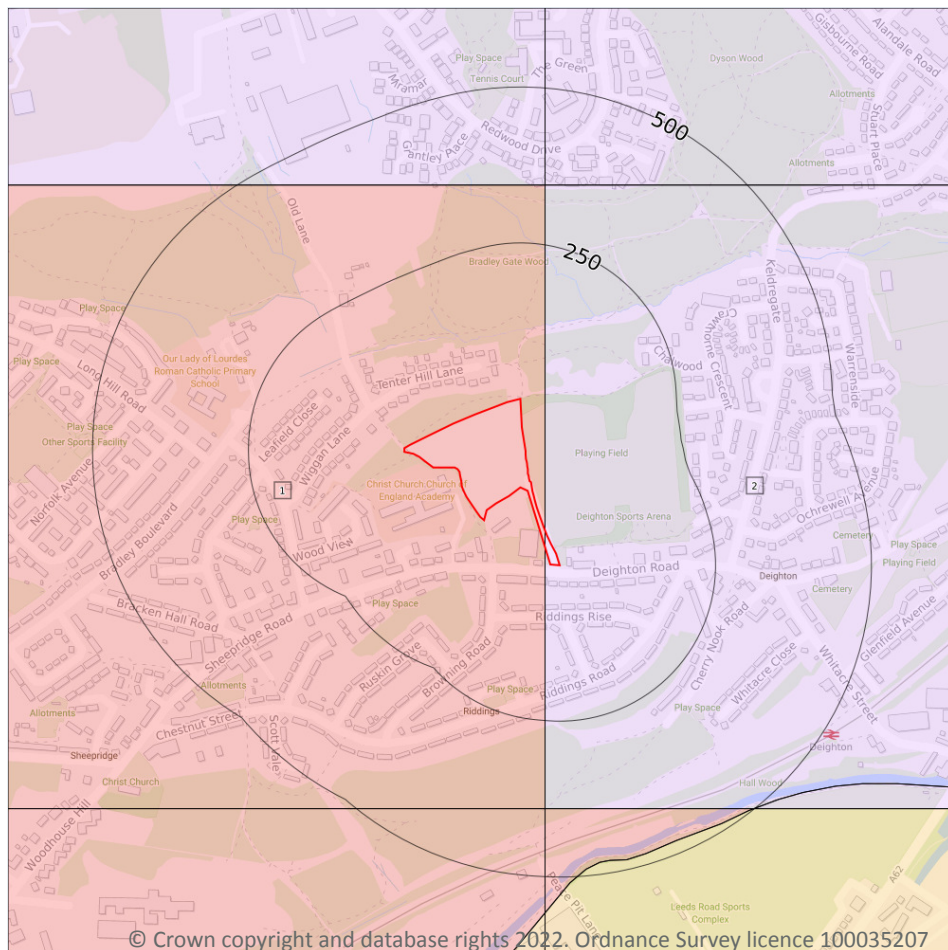 Gisbourne Road
Alandale Road
The Green
Play Space
Tennis Court
Miramar
Dyson Wood
Allotments
Stuart Place
500
Redwood Drive
Grantley Place
Allotments
Old Lane
250
Bradley Gate Wood
Keldregate
Play Space
Cawthorne Crescent
Warrenside
Chatwood
Our Lady of Lourdes
Roman Catholic Primary
School
Play Space
Long Hill Road
Tenter Hill Lane
Leafield Close
Wiggan Lane
Play Space
Other Sports Facility
Playing Field
Norfolk Avenue
Christ Church Church of
England Academy
1
2
Ochrewell Avenue
Play Space
Deighton Sports Arena
Bradley Boulevard
Cemetery
Play Space
Playing Field
Wood View
Deighton Road
Deighton
Cemetery
Bracken Hall Road
Play Space
Riddings Rise
Cherry Nook Road
Glenfield Avenue
Sheepridge Road
Ruskin Grove
Browning Road
Whitacre Close
Whitacre Street
Allotments
Play Space
Riddings Road
Play Space
Allotments
Chestnut Street
Riddings
Scott Vale
Deighton
Sheepridge
Christ Church
Hall Wood
Woodhouse Hill
A62
Peace Pit Lane
Leeds Road Sports
Complex
© Crown copyright and database rights 2022. Ordnance Survey licence 100035207